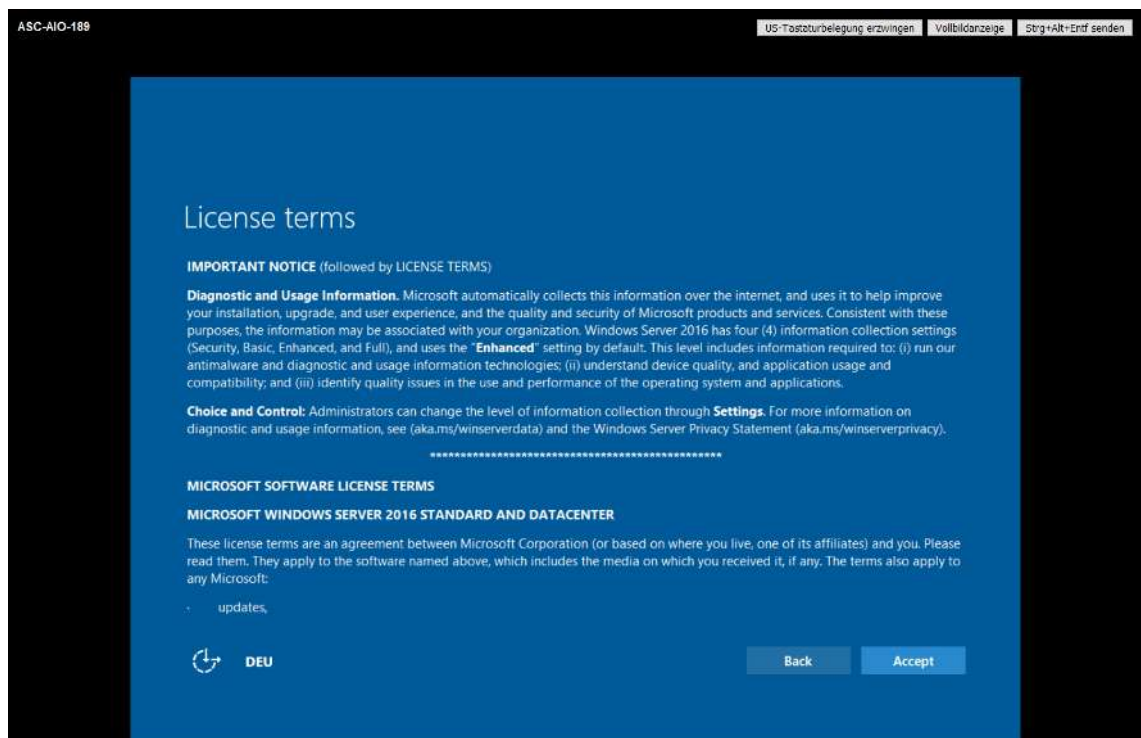 ASC-AIO-189
US-Tastaturbelegung erzwingen
Vollbildanzeige
Strg+Alt+Entf senden
License terms
IMPORTANT NOTICE (followed by LICENSE TERMS)
Diagnostic and Usage Information. Microsoft automatically collects this information over the internet, and uses it to help improve
your installation, upgrade, and user experience, and the quality and security of Microsoft products and services. Consistent with these
purposes, the information may be associated with your organization. Windows Server 2016 has four (4) information collection settings
(Security, Basic, Enhanced, and Full), and uses the "Enhanced" setting by default. This level includes information required to: (i) run our
antimalware and diagnostic and usage information technologies; (ii) understand device quality, and application usage and
compatibility; and (iii) identify quality issues in the use and performance of the operating system and applications.
Choice and Control: Administrators can change the level of information collection through Settings. For more information on
diagnostic and usage information, see (aka.ms/winserverdata) and the Windows Server Privacy Statement (aka.ms/winserverprivacy).
************************************************
MICROSOFT SOFTWARE LICENSE TERMS
MICROSOFT WINDOWS SERVER 2016 STANDARD AND DATACENTER
These license terms are an agreement between Microsoft Corporation (or based on where you live, one of its affiliates) and you. Please
read them. They apply to the software named above, which includes the media on which you received it, if any. The terms also apply to
any Microsoft:
· updates,
DEU
Back
Accept